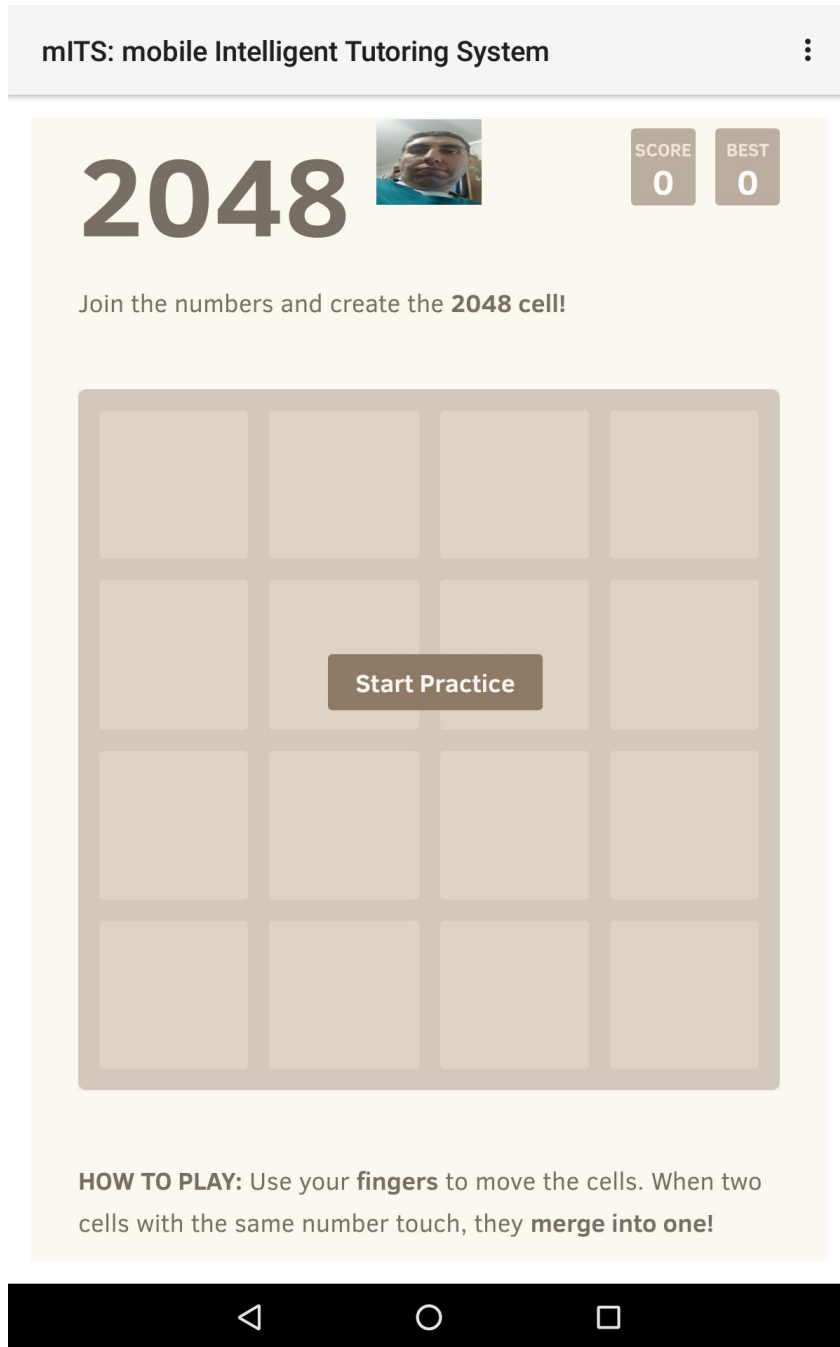 mITS: mobile Intelligent Tutoring System
2048
SCORE
0
BEST
0
Join the numbers and create the 2048 cell!
Start Practice
HOW TO PLAY: Use your fingers to move the cells. When two
cells with the same number touch, they merge into one!